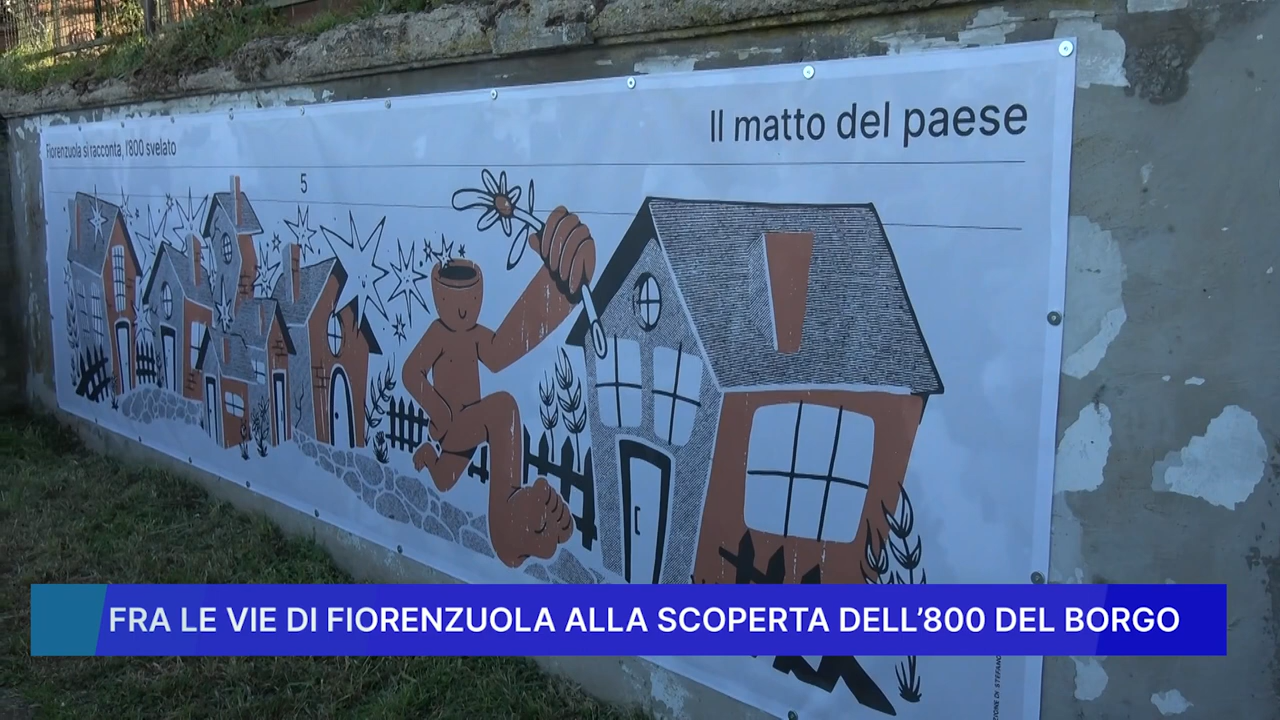 Il matto del paese
Fiorenzuola si racconta, l'800 svelato
5
FRA LE VIE DI FIORENZUOLA ALLA SCOPERTA DELL'800 DEL BORGO